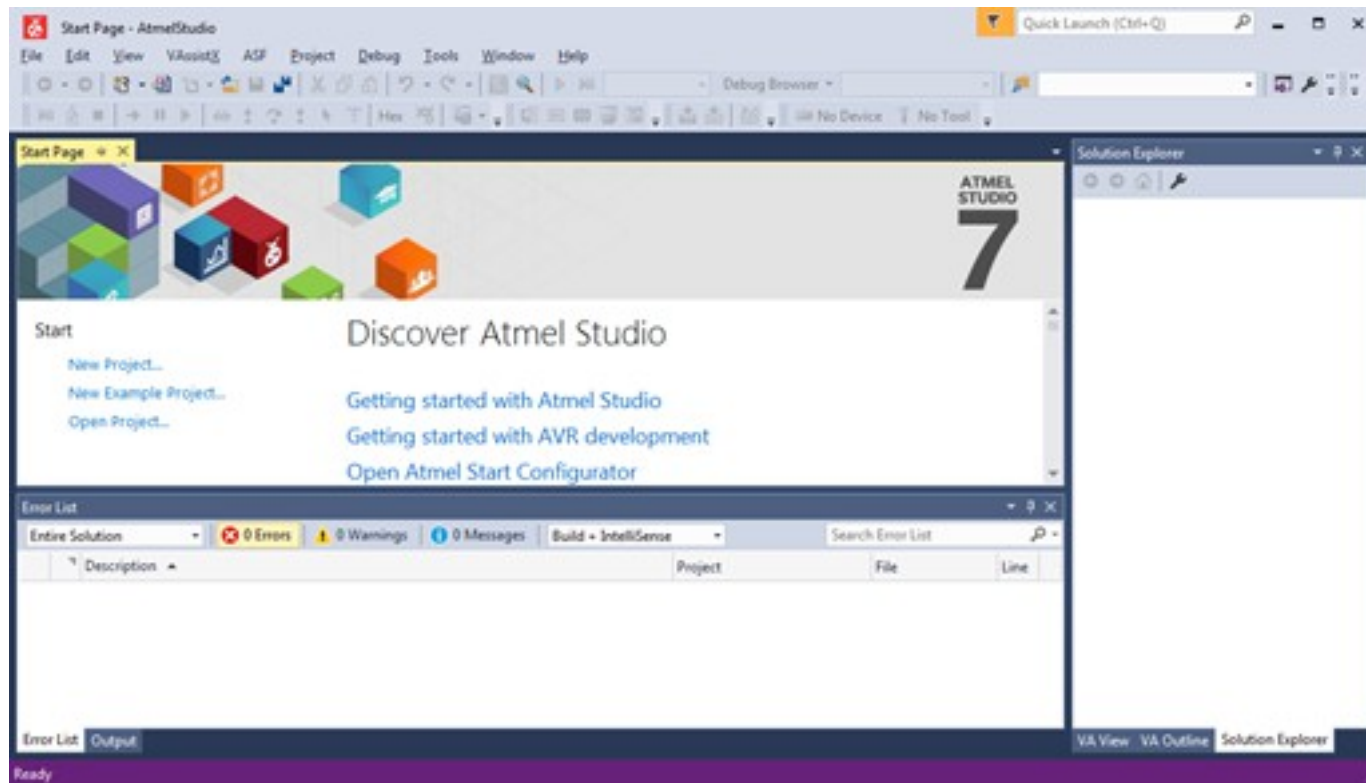 Start Page - AtmelStudio
Quick Launch (Ctrl+Q)
File Edit View VAssistX ASF Project Debug Tools Window Help
Debug Browser
Hex No Device No Tool
Start Page
Solution Explorer
ATMEL
STUDIO
7
Start
Discover Atmel Studio
New Project...
New Example Project...
Getting started with Atmel Studio
Open Project...
Getting started with AVR development
Open Atmel Start Configurator
Error List
Entire Solution 0 Errors 0 Warnings 0 Messages Build + IntelliSense Search Error List
Description Project File Line
Error List Output
VA View VA Outline Solution Explorer
Ready